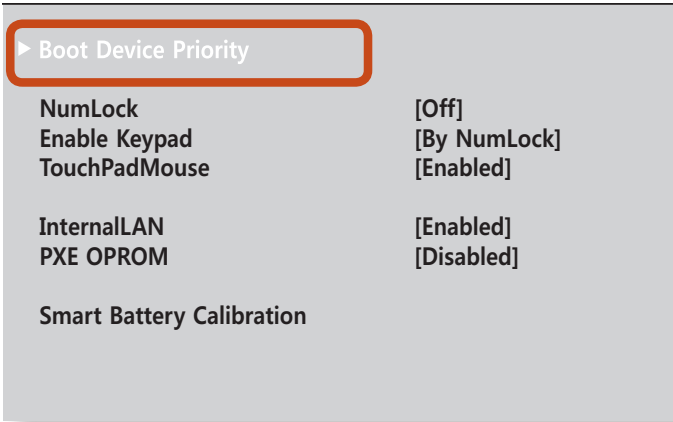 ▶ Boot Device Priority
NumLock [Off]
Enable Keypad [By NumLock]
TouchPadMouse [Enabled]
InternalLAN [Enabled]
PXE OPROM [Disabled]
Smart Battery Calibration